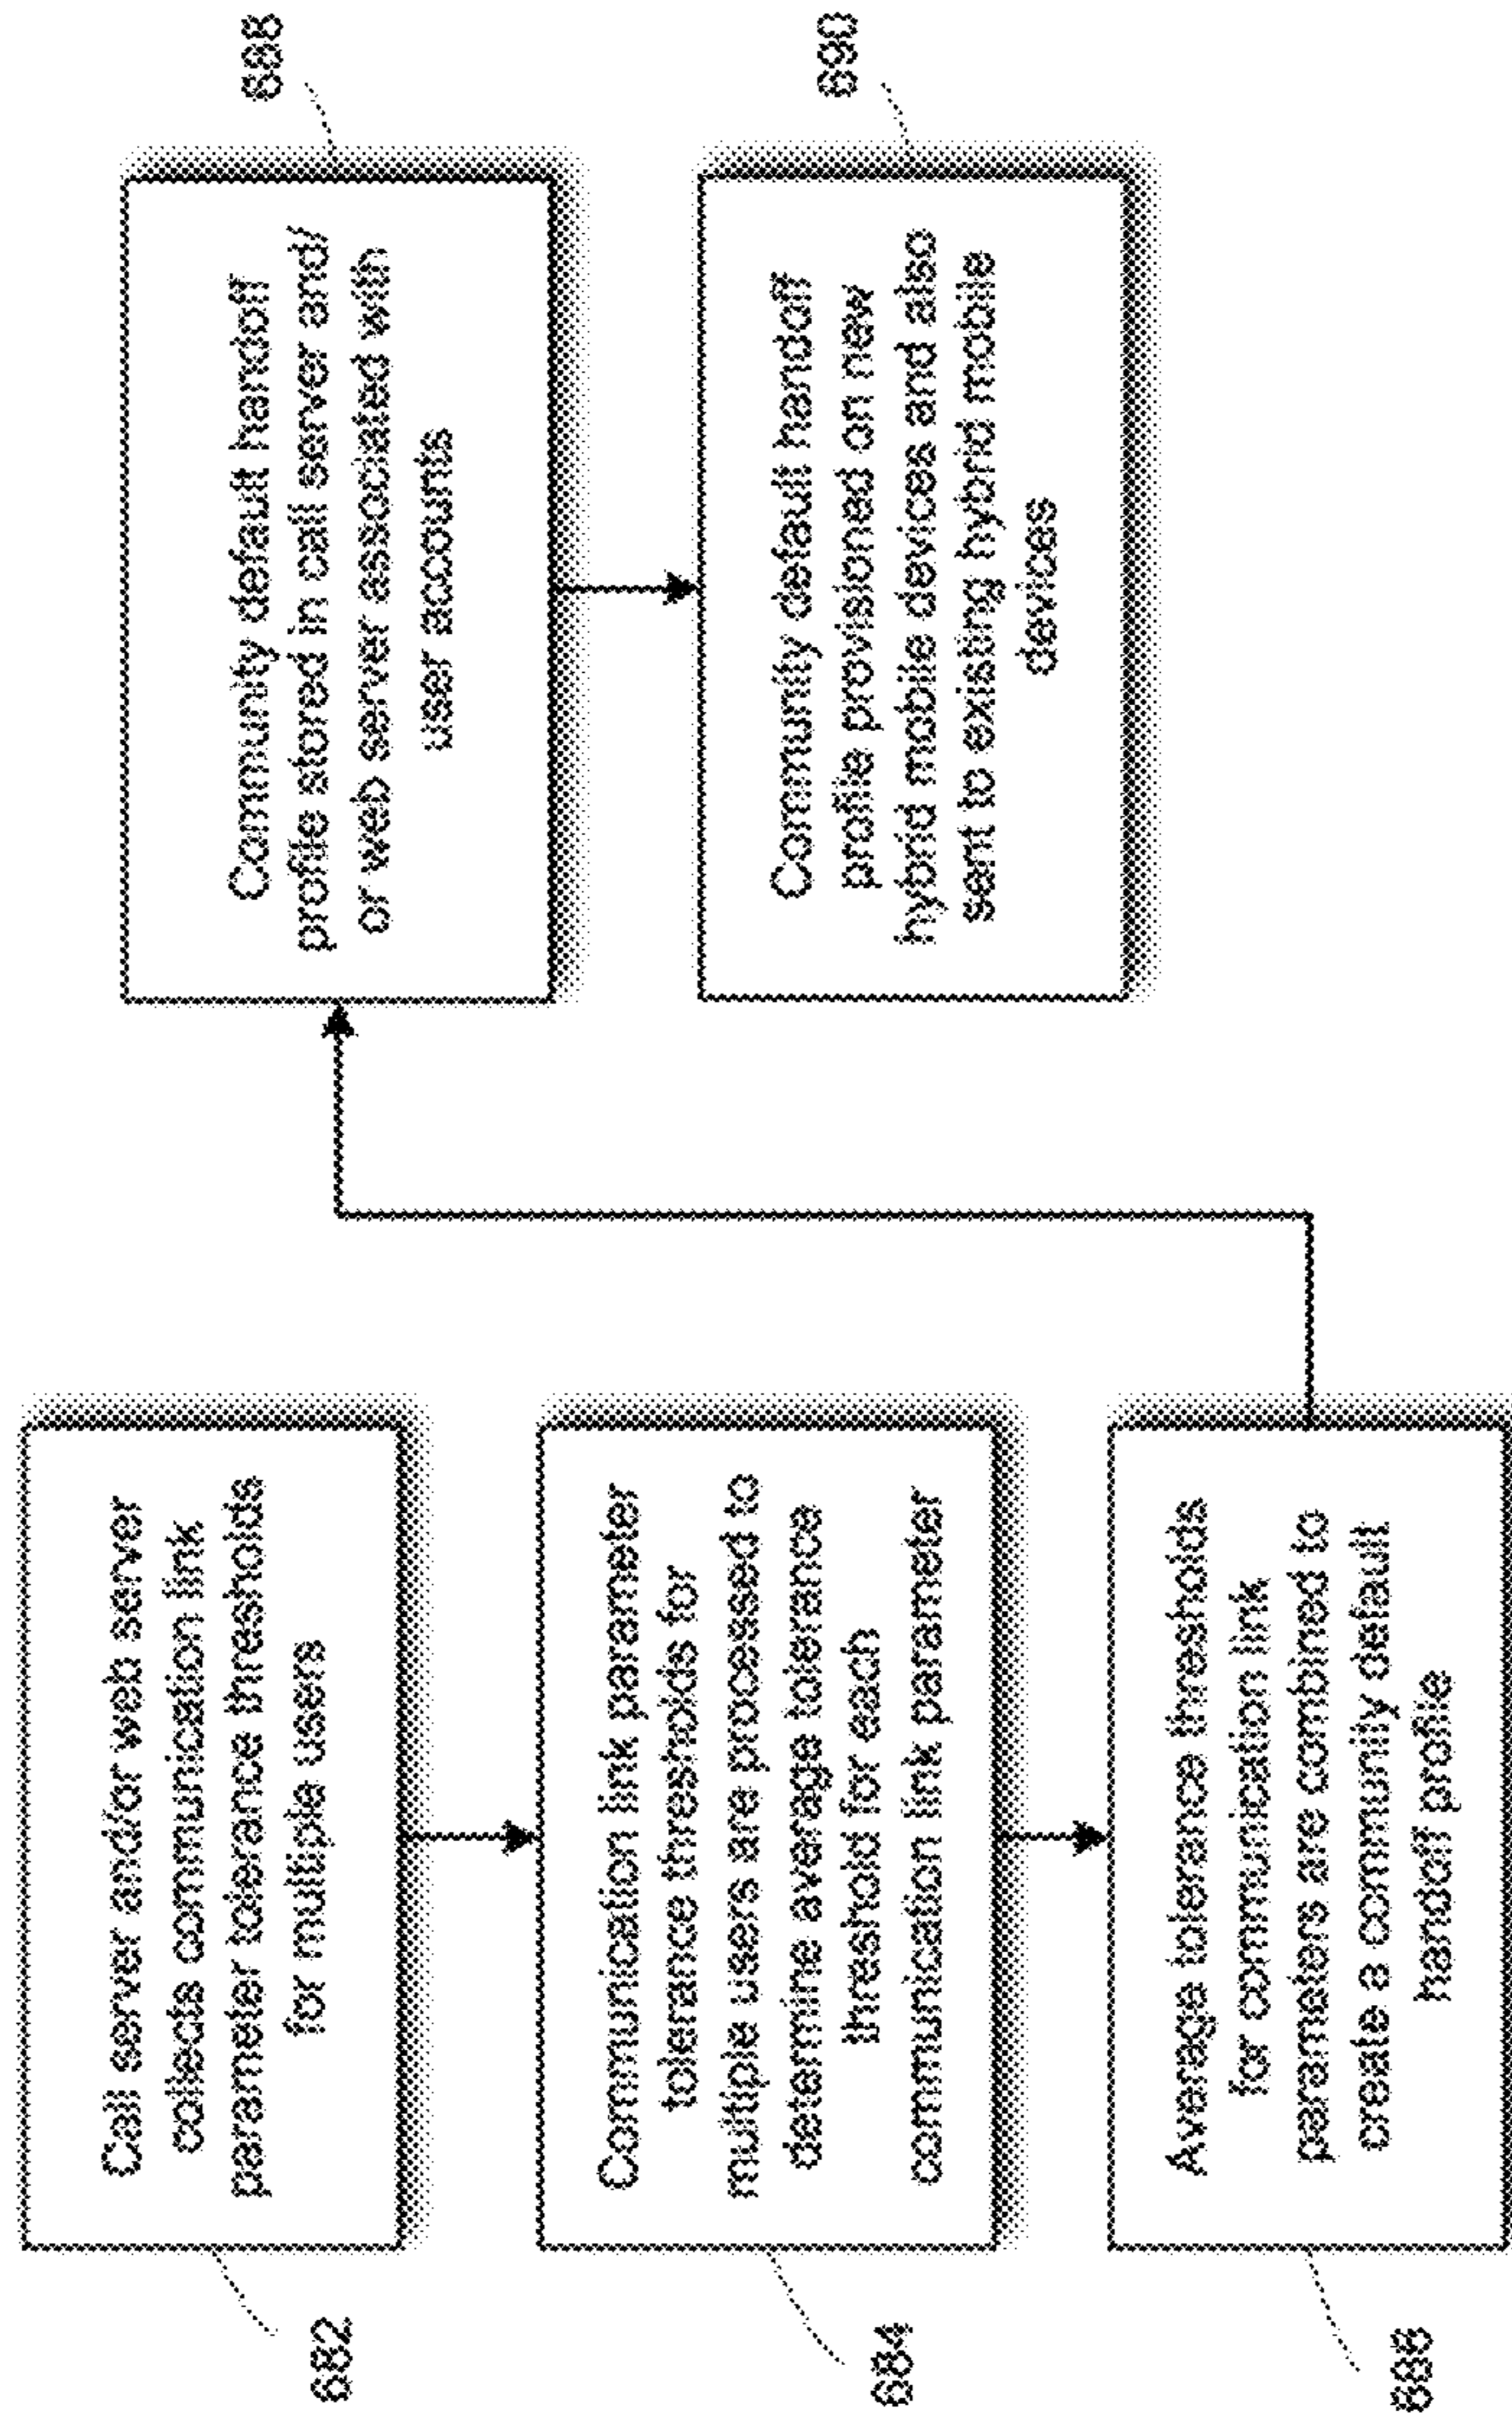 Call server and/or web server
collects communication link
parameter tolerance thresholds
for multiple users
682
Communication link parameter
tolerance thresholds for
multiple users are processed to
determine average tolerance
threshold for each
communication link parameter
684
Average tolerance thresholds
for communication link
parameters are combined to
create a community default
handoff profile
Community default handoff
profile stored in call server and/
or web server associated with
user accounts
688
Community default handoff
profile provisioned on new
hybrid mobile devices and also
sent to existing hybrid mobile
devices
690